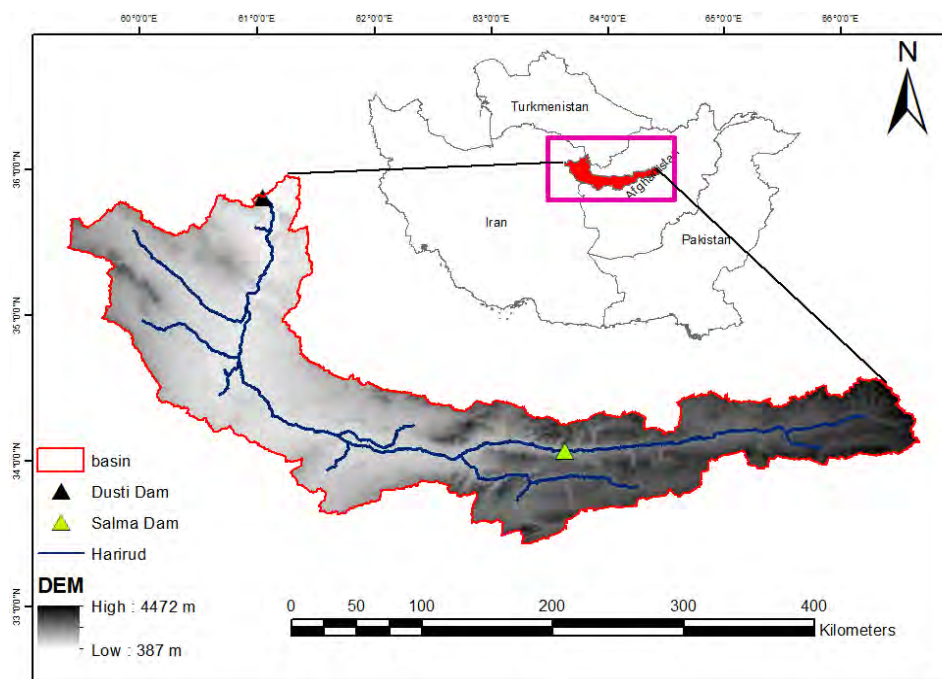 60°0'0"E 61°0'0"E 62°0'0"E 63°0'0"E 64°0'0"E 65°0'0"E 66°0'0"E
N
Turkmenistan
36°0'0"N
Afghanistan
Iran
Pakistan
35°0'0"N
34°0'0"N
basin
Dusti Dam
Salma Dam
Harirud
DEM
33°0'0"N
High : 4472 m
Low : 387 m
0 50 100 200 300 400
Kilometers